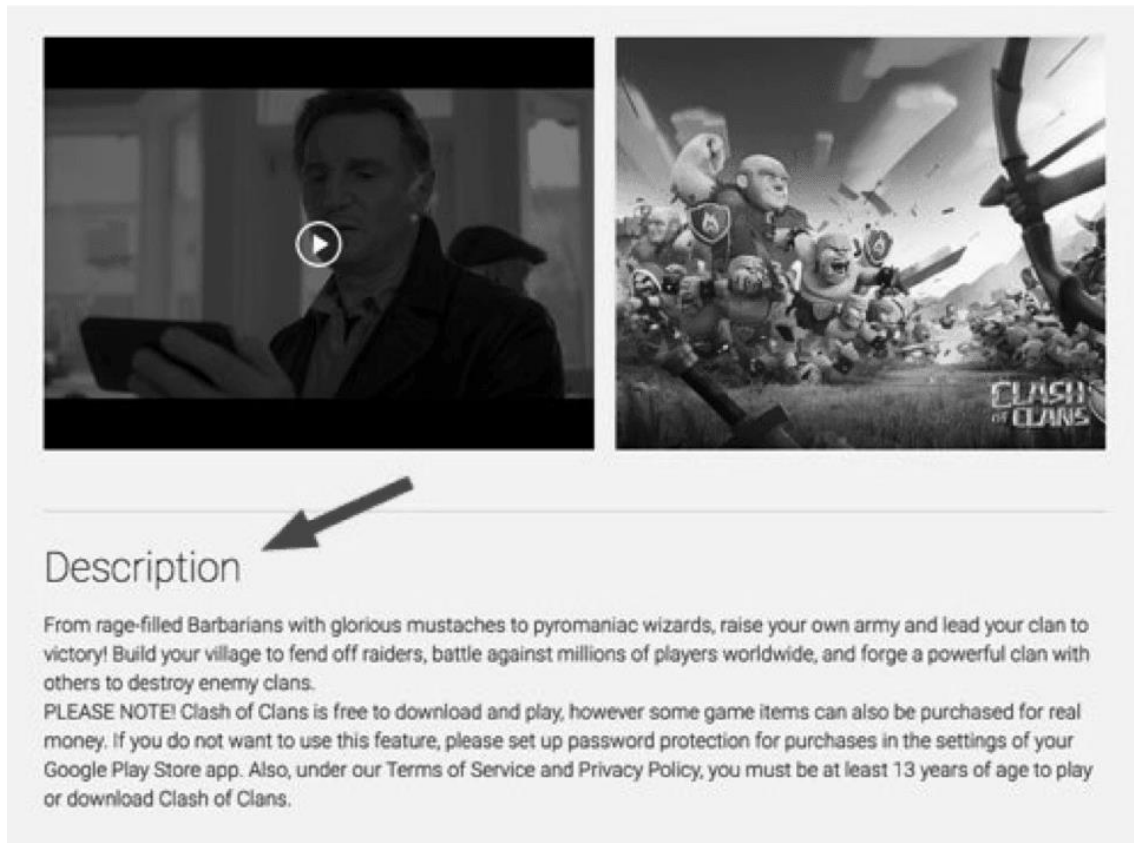 CLASH
OF CLANS
Description
From rage-filled Barbarians with glorious mustaches to pyromaniac wizards, raise your own army and lead your clan to
victory! Build your village to fend off raiders, battle against millions of players worldwide, and forge a powerful clan with
others to destroy enemy clans.
PLEASE NOTE! Clash of Clans is free to download and play, however some game items can also be purchased for real
money. If you do not want to use this feature, please set up password protection for purchases in the settings of your
Google Play Store app. Also, under our Terms of Service and Privacy Policy, you must be at least 13 years of age to play
or download Clash of Clans.